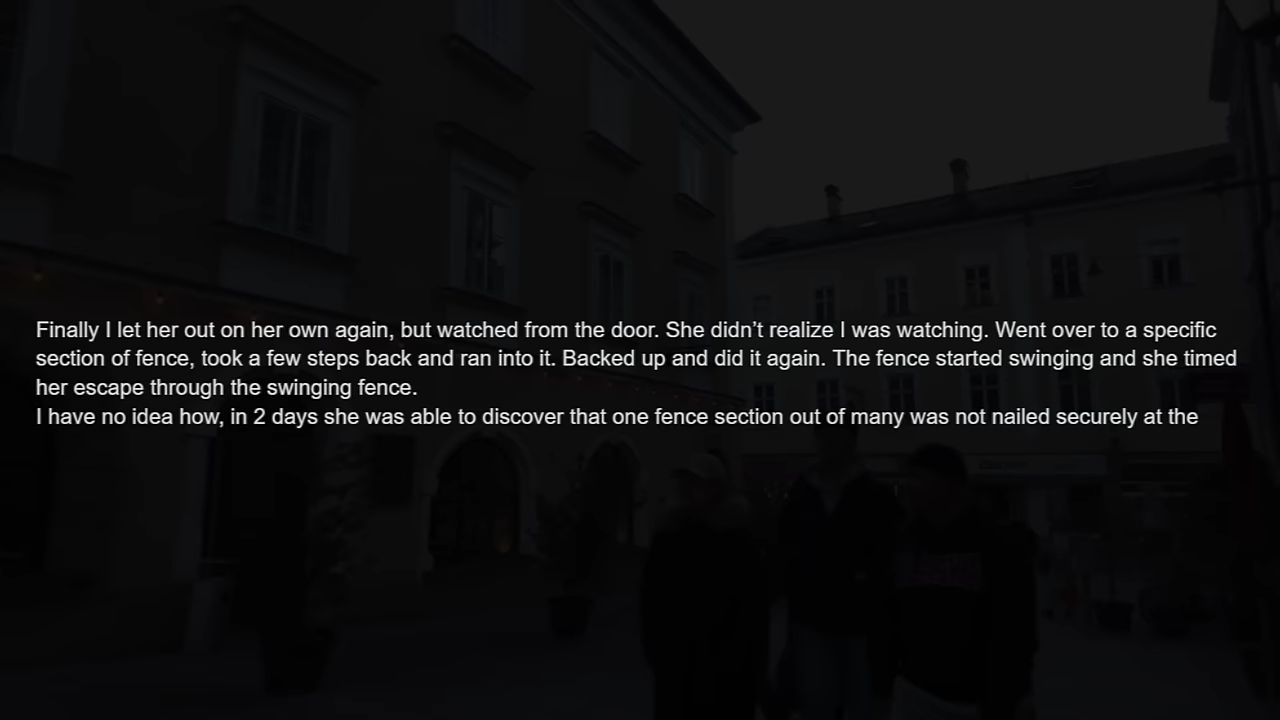 Finally I let her out on her own again, but watched from the door. She didn’t realize I was watching. Went over to a specific
section of fence, took a few steps back and ran into it. Backed up and did it again. The fence started swinging and she timed
her escape through the swinging fence.
I have no idea how, in 2 days she was able to discover that one fence section out of many was not nailed securely at the